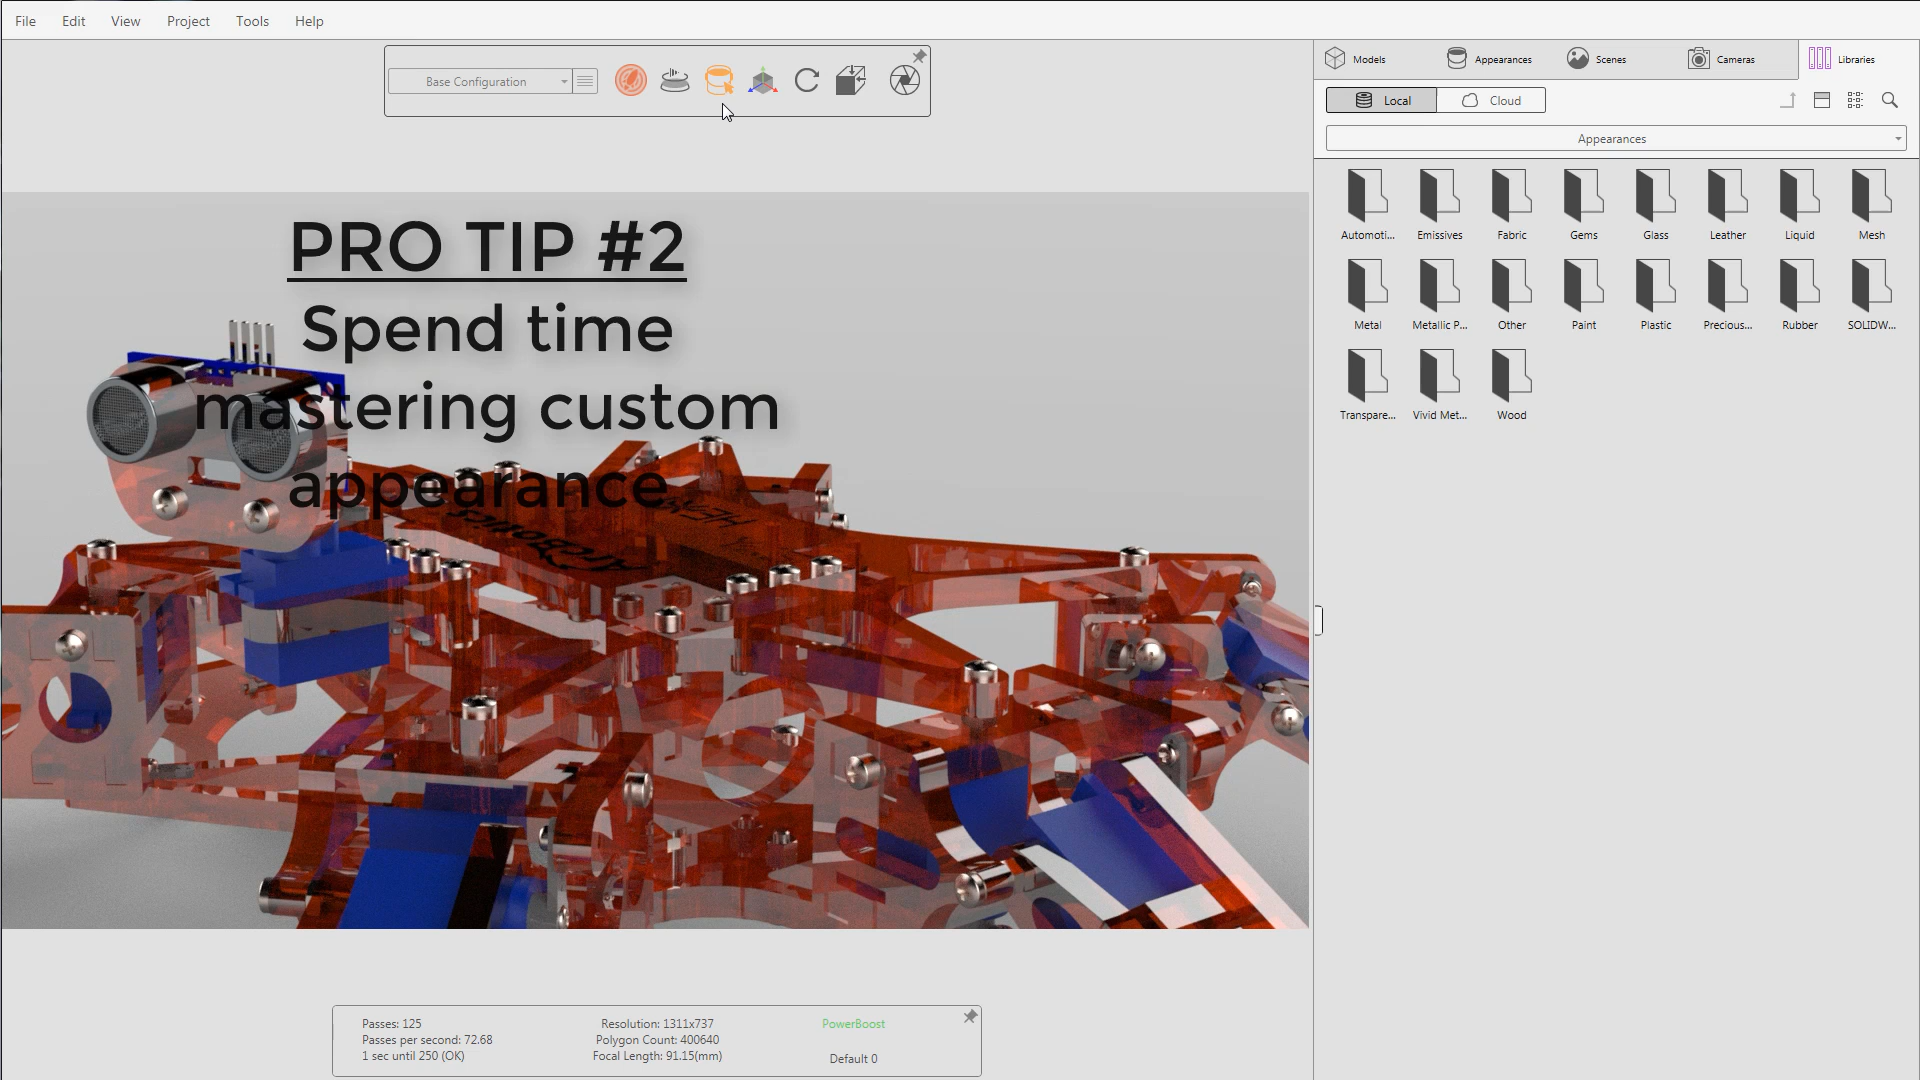 File Edit View Project Tools Help
Base Configuration
Models Appearances Scenes Cameras Libraries
Local Cloud
Appearances
Automoti... Emissives Fabric Gems Glass Leather Liquid Mesh
Metal Metallic P... Other Paint Plastic Precious... Rubber SOLIDW...
Transpare... Vivid Met... Wood
PRO TIP #2
Spend time
mastering custom
appearance
Passes: 125
Passes per second: 72.68
1 sec until 250 (OK)
Resolution: 1311x737
Polygon Count: 400640
Focal Length: 91.15(mm)
PowerBoost
Default 0